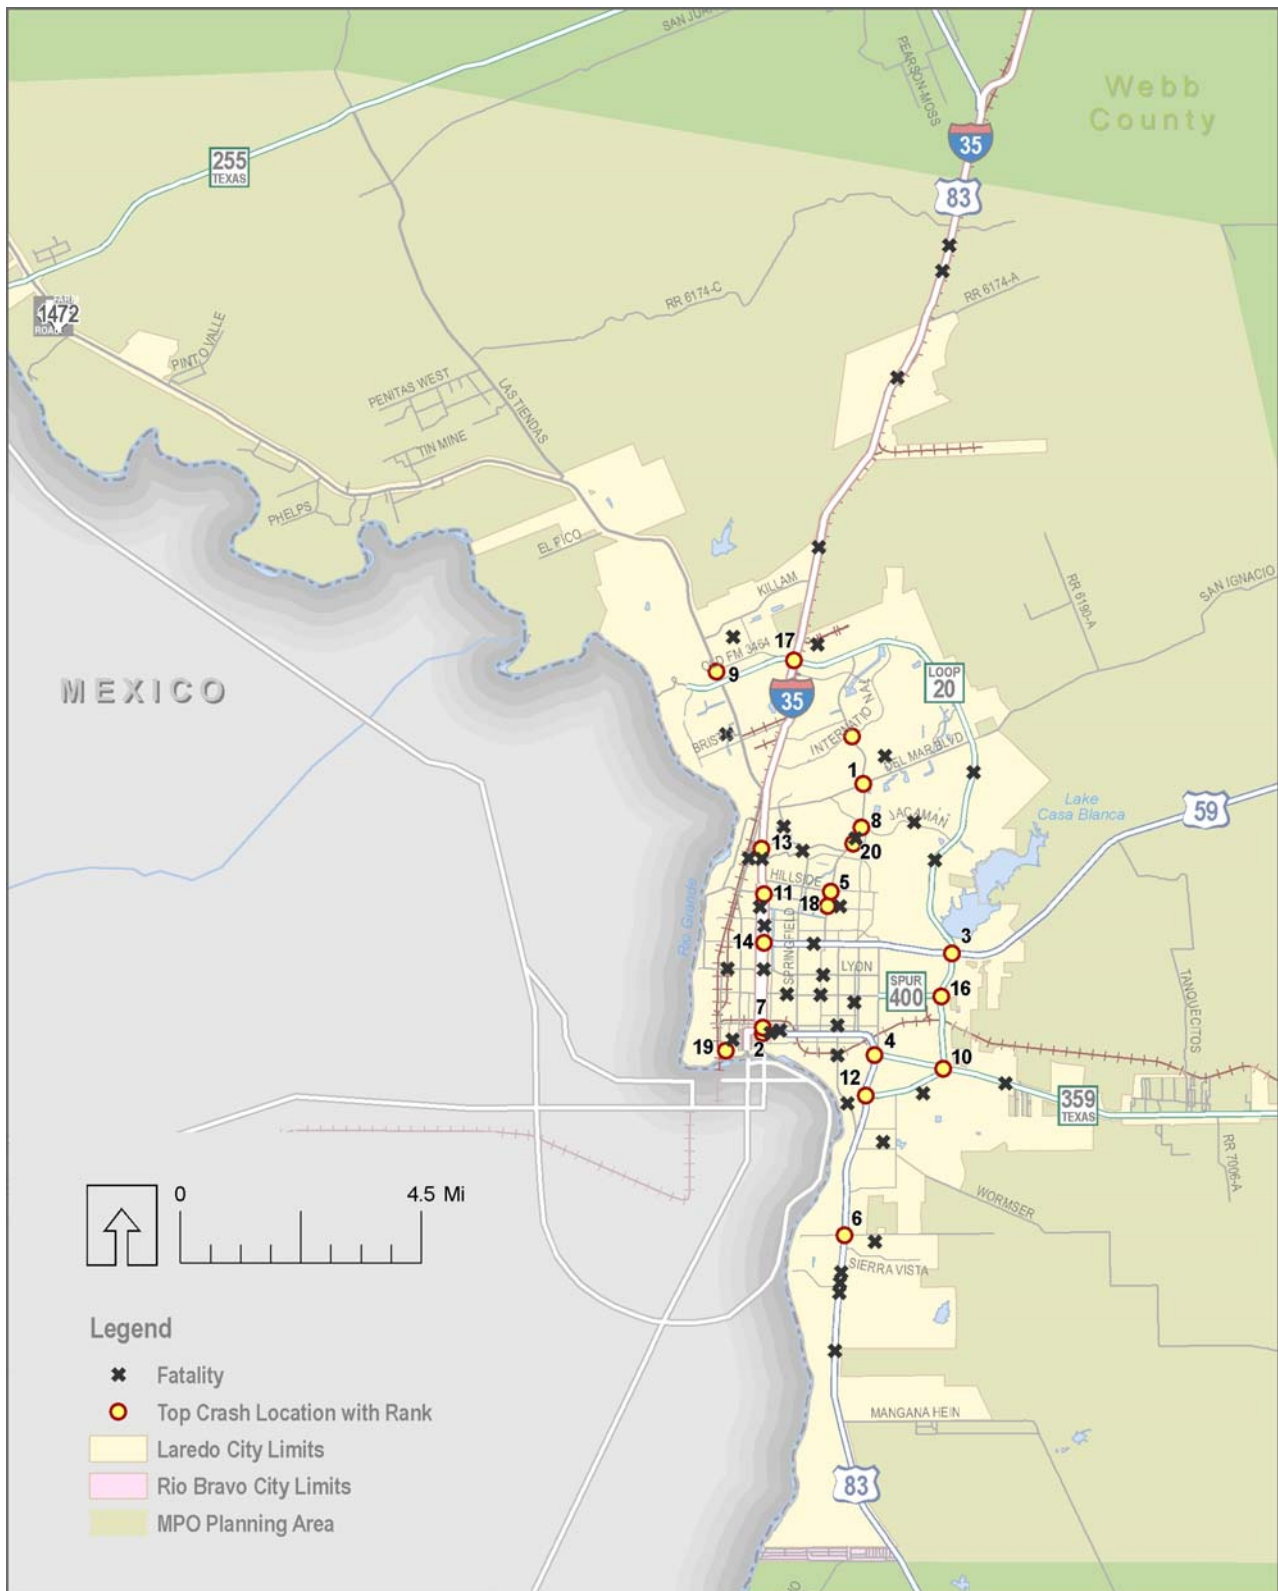 SAN JUA
PEARSON-MOSS
Webb
County
35
255
TEXAS
83
RR 6174-C
RR 6174-A
FARM
1472
ROAD
PINTO VALLE
PENITAS WEST
LAS TIENDAS
TIN MINE
PHELPS
EL PICO
KILLAM
RR 6190-A
SAN IGNACIO
17
OLD FM 3464
9
MEXICO
LOOP
20
35
INTERNATIONAL
BRISTOL
DEL MAR BLVD
1
Lake
Casa Blanca
59
8
JACAMAN
13
20
HILLSIDE
5
11
18
Rio Grande
SPRINGFIELD
14
3
LYON
SPUR
400
16
TANQUECITOS
7
2
19
4
10
12
359
TEXAS
RR 7006-A
WORMSER
0
4.5 Mi
6
SIERRA VISTA
Legend
Fatality
Top Crash Location with Rank
MANGANA HEIN
Laredo City Limits
Rio Bravo City Limits
83
MPO Planning Area